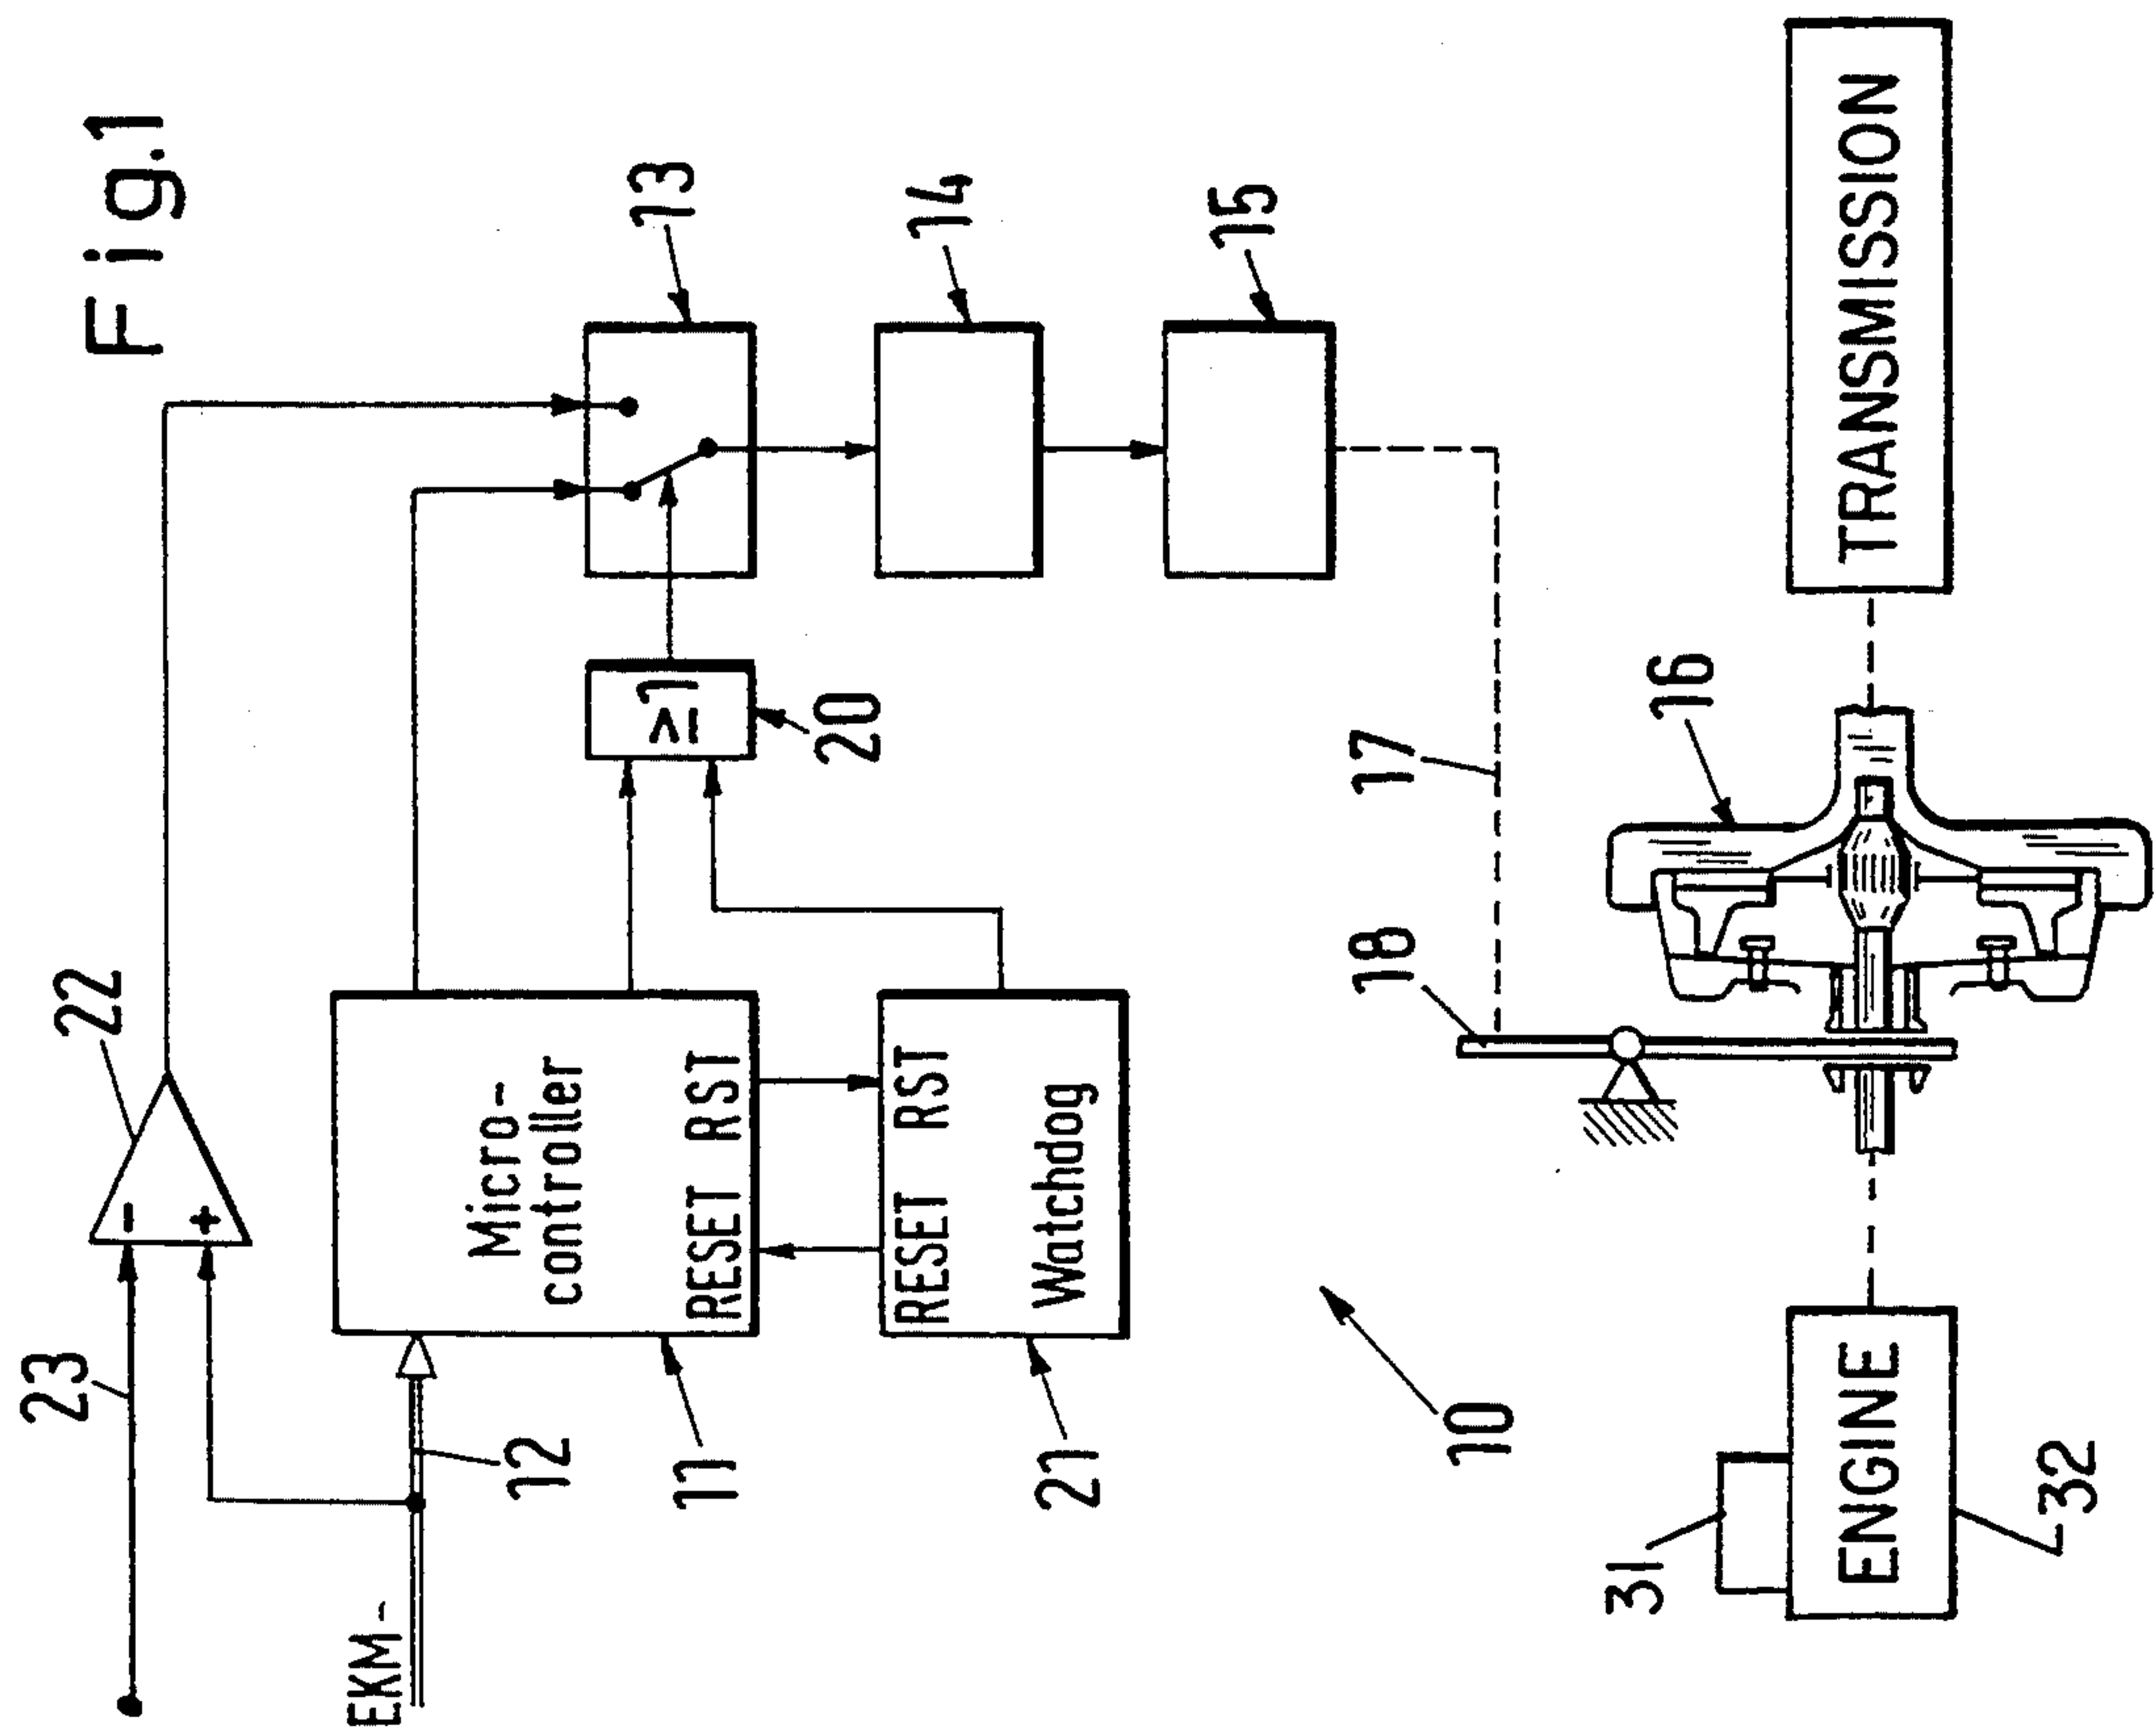 Fig.1
23
22
EKM-
12
Micro-
controller
RESET RST
11
RESET RST
Watchdog
21
≥1
20
13
14
15
10
17
18
16
31
ENGINE
32
TRANSMISSION
-
+